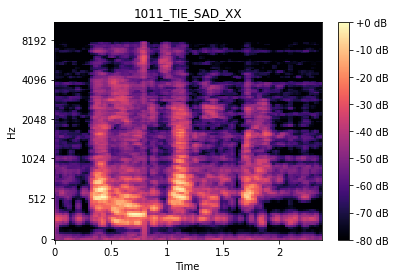 1011_TIE_SAD_XX
8192
4096
2048
1024
512
0
Hz
0
0.5
1
1.5
2
Time
+0 dB
-10 dB
-20 dB
-30 dB
-40 dB
-50 dB
-60 dB
-70 dB
-80 dB